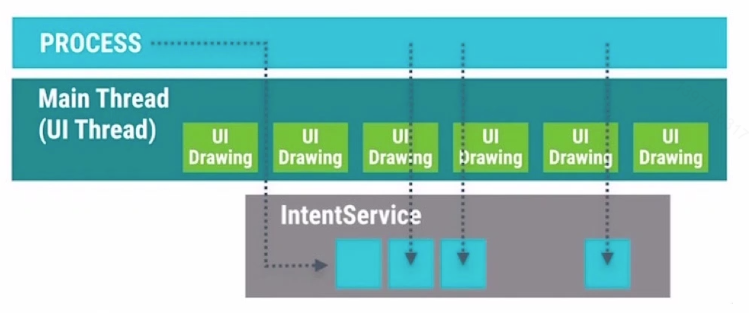 PROCESS
Main Thread
(UI Thread)
UI
Drawing
UI
Drawing
UI
Drawing
UI
Drawing
UI
Drawing
UI
Drawing
IntentService